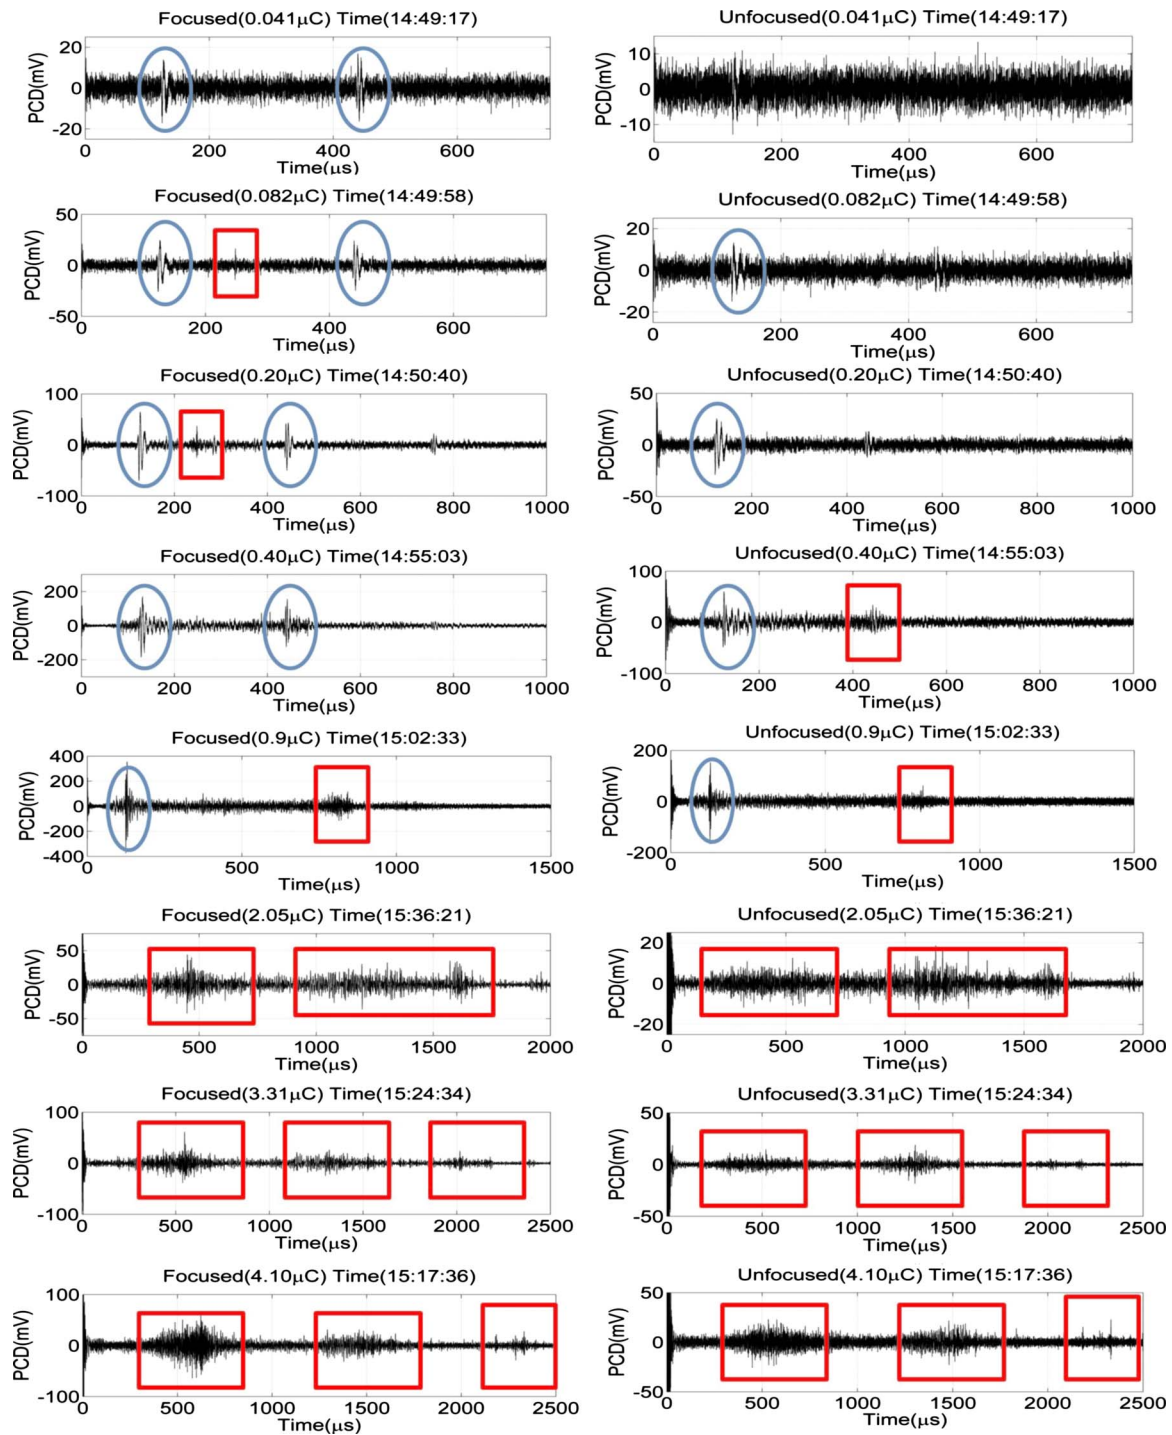 Focused(0.041μC) Time(14:49:17)
PCD(mV)
20
0
-20
0 200 400 600
Time(μs)
Unfocused(0.041μC) Time(14:49:17)
PCD(mV)
10
0
-10
0 200 400 600
Time(μs)
Focused(0.082μC) Time(14:49:58)
PCD(mV)
50
0
-50
0 200 400 600
Time(μs)
Unfocused(0.082μC) Time(14:49:58)
PCD(mV)
20
0
-20
0 200 400 600
Time(μs)
Focused(0.20μC) Time(14:50:40)
PCD(mV)
100
0
-100
0 200 400 600 800 1000
Time(μs)
Unfocused(0.20μC) Time(14:50:40)
PCD(mV)
50
0
-50
0 200 400 600 800 1000
Time(μs)
Focused(0.40μC) Time(14:55:03)
PCD(mV)
200
0
-200
0 200 400 600 800 1000
Time(μs)
Unfocused(0.40μC) Time(14:55:03)
PCD(mV)
100
0
-100
0 200 400 600 800 1000
Time(μs)
Focused(0.9μC) Time(15:02:33)
PCD(mV)
400
200
0
-200
-400
0 500 1000 1500
Time(μs)
Unfocused(0.9μC) Time(15:02:33)
PCD(mV)
200
0
-200
0 500 1000 1500
Time(μs)
Focused(2.05μC) Time(15:36:21)
PCD(mV)
50
0
-50
0 500 1000 1500 2000
Time(μs)
Unfocused(2.05μC) Time(15:36:21)
PCD(mV)
20
0
-20
0 500 1000 1500 2000
Time(μs)
Focused(3.31μC) Time(15:24:34)
PCD(mV)
100
0
-100
0 500 1000 1500 2000 2500
Time(μs)
Unfocused(3.31μC) Time(15:24:34)
PCD(mV)
50
0
-50
0 500 1000 1500 2000 2500
Time(μs)
Focused(4.10μC) Time(15:17:36)
PCD(mV)
100
0
-100
0 500 1000 1500 2000 2500
Time(μs)
Unfocused(4.10μC) Time(15:17:36)
PCD(mV)
50
0
-50
0 500 1000 1500 2000 2500
Time(μs)